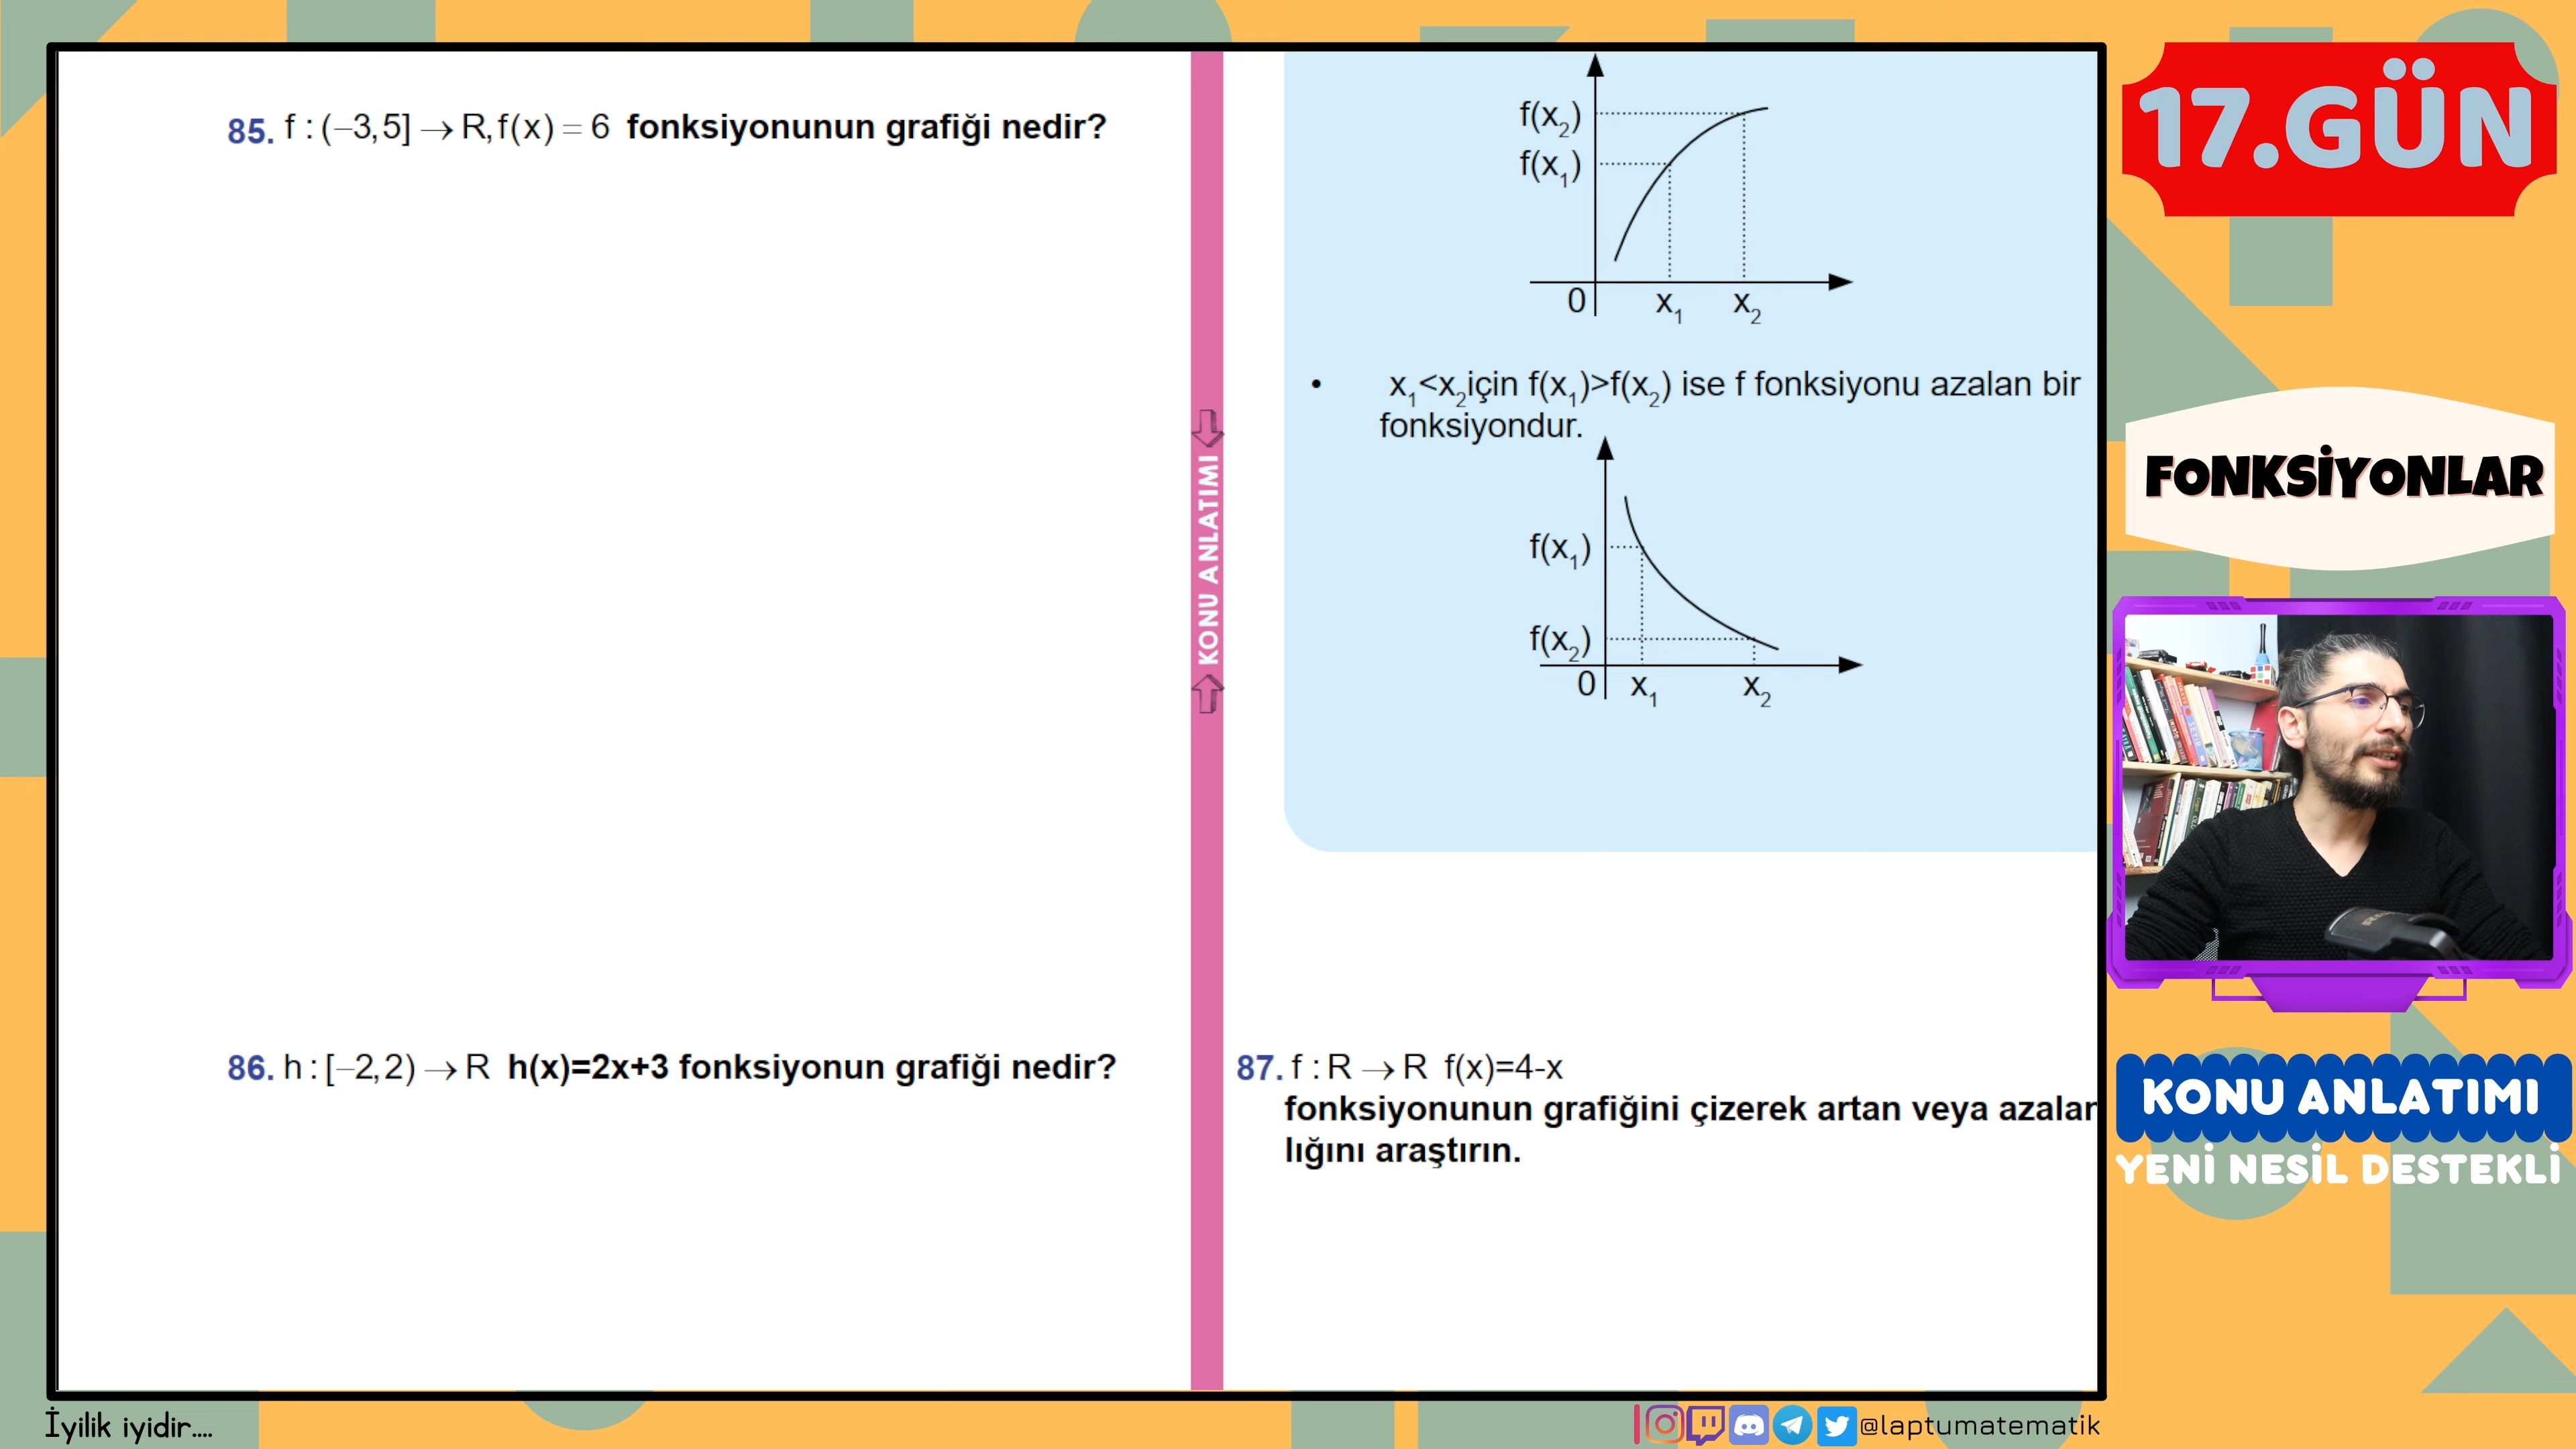 85. f : (–3,5] → R, f(x) = 6 fonksiyonunun grafiği nedir?
86. h : [–2,2) → R h(x)=2x+3 fonksiyonun grafiği nedir?
KONU ANLATIMI
f(x₂)
f(x₁)
0 x₁ x₂
• x₁<x₂için f(x₁)>f(x₂) ise f fonksiyonu azalan bir
fonksiyondur.
f(x₁)
f(x₂)
0 x₁ x₂
87. f : R → R f(x)=4-x
fonksiyonunun grafiğini çizerek artan veya azalan
lığını araştırın.
17.GÜN
FONKSİYONLAR
KONU ANLATIMI
YENİ NESİL DESTEKLİ
İyilik iyidir....
@laptumatematik